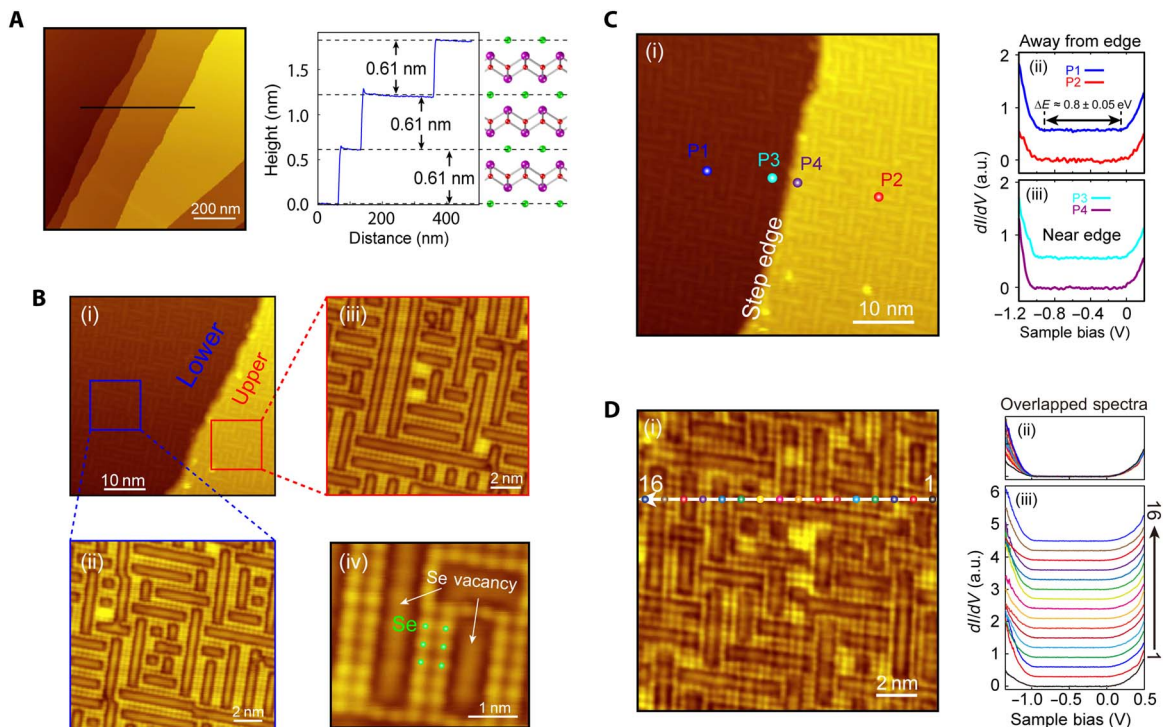 A
200 nm
Height (nm)
1.5
1.0
0.5
0.0
0.61 nm
0.61 nm
0.61 nm
0
200
400
Distance (nm)
B
(i)
Lower
Upper
10 nm
(iii)
2 nm
(ii)
2 nm
(iv)
Se vacancy
Se
1 nm
C
(i)
P1
P3
P4
P2
Step edge
10 nm
Away from edge
2
1
0
(ii)
P1
P2
ΔE ≈ 0.8 ± 0.05 eV
dI/dV (a.u.)
1
0
(iii)
P3
P4
Near edge
−1.2
−0.8
−0.4
0
Sample bias (V)
D
(i)
16
1
2 nm
Overlapped spectra
(ii)
(iii)
dI/dV (a.u.)
6
5
4
3
2
1
0
16
1
−1.0
−0.5
0.0
0.5
Sample bias (V)